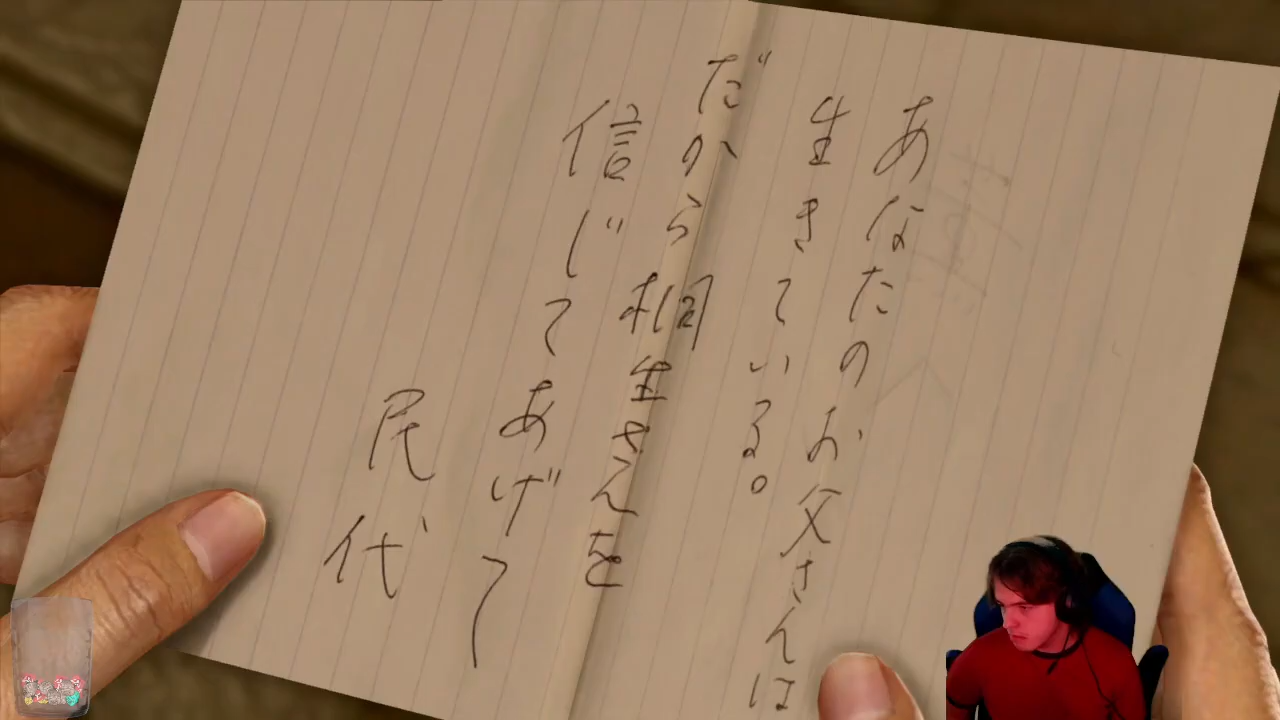 あなたのお父さんは
生きている。
だから桐生さんを
信じてあげて
民代